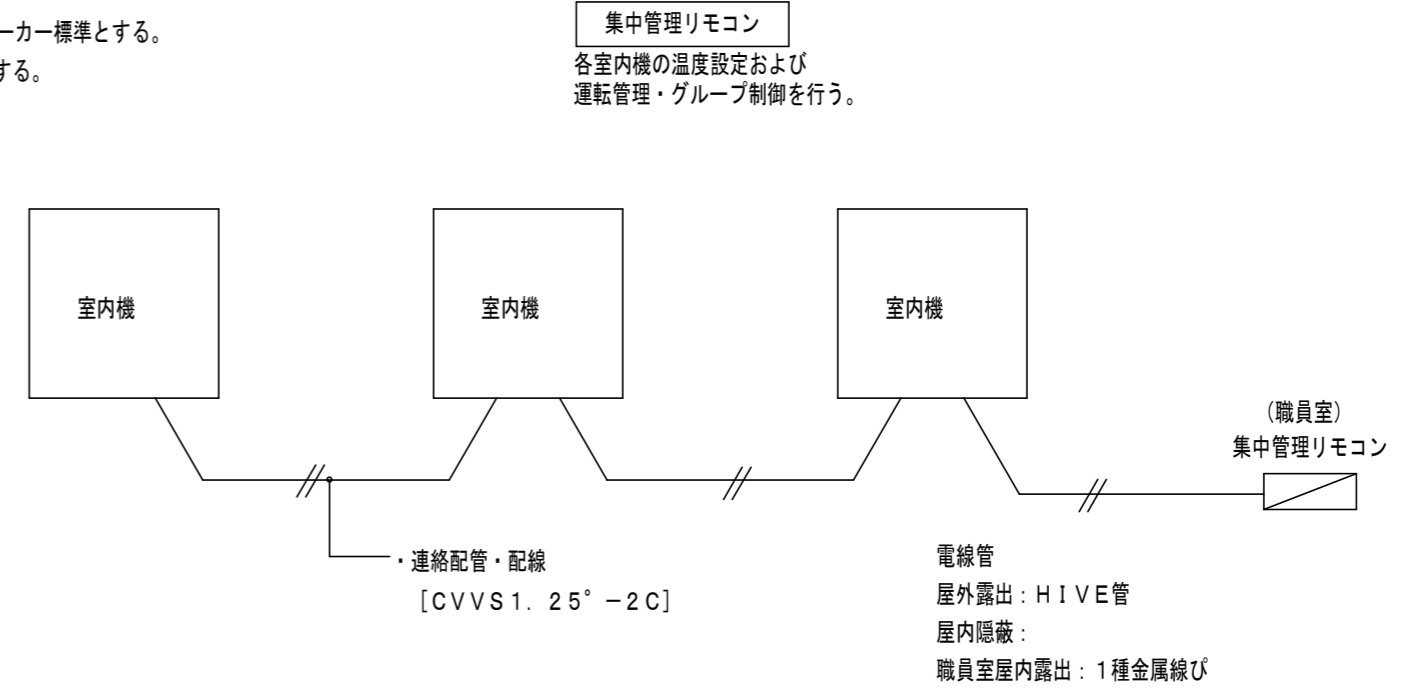 ーカー標準とする。
する。
集中管理リモコン
各室内機の温度設定および
運転管理・グループ制御を行う。
室内機
室内機
室内機
(職員室)
集中管理リモコン
・連絡配管・配線
[CVVS1.25°－2C]
電線管
屋外露出：HIVE管
屋内隠蔽：
職員室屋内露出：1種金属線ぴ